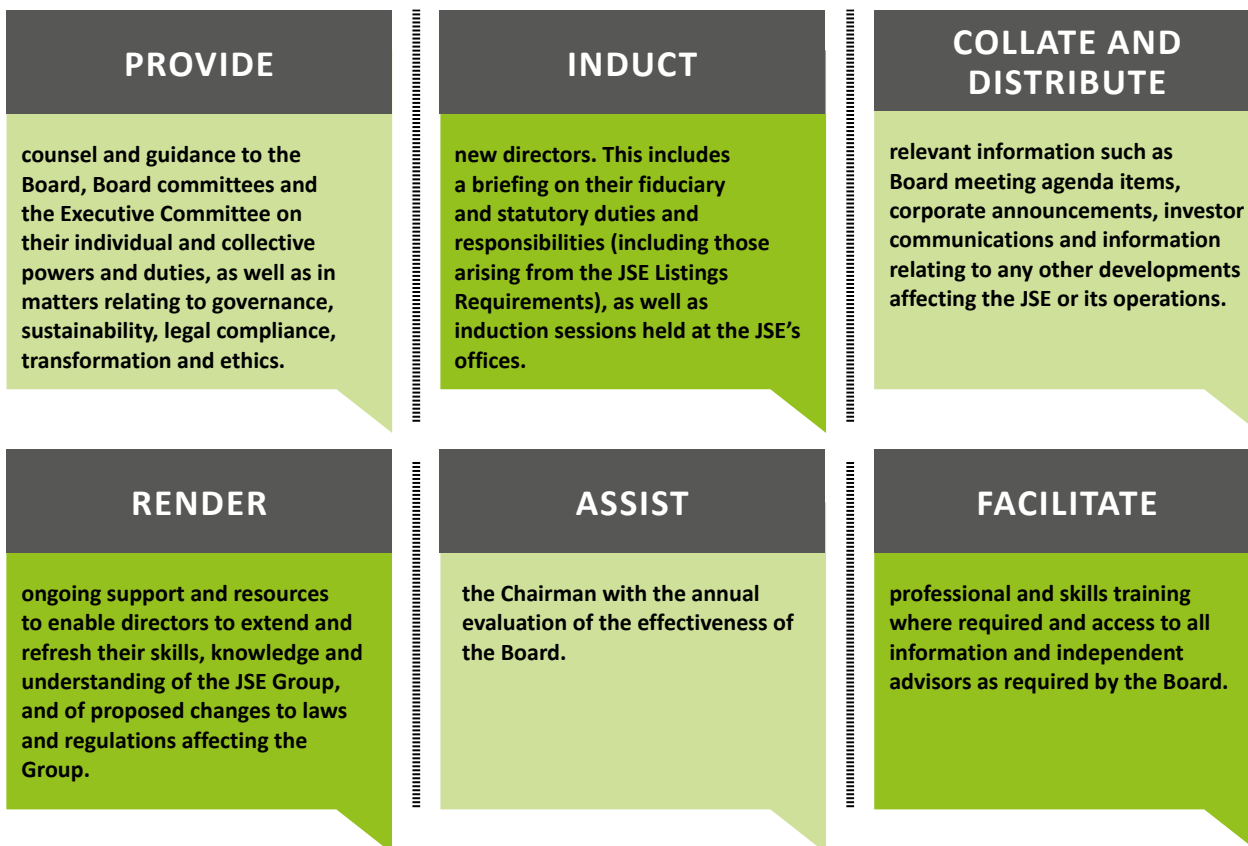 PROVIDE
counsel and guidance to the
Board, Board committees and
the Executive Committee on
their individual and collective
powers and duties, as well as in
matters relating to governance,
sustainability, legal compliance,
transformation and ethics.
INDUCT
new directors. This includes
a briefing on their fiduciary
and statutory duties and
responsibilities (including those
arising from the JSE Listings
Requirements), as well as
induction sessions held at the JSE’s
offices.
COLLATE AND
DISTRIBUTE
relevant information such as
Board meeting agenda items,
corporate announcements, investor
communications and information
relating to any other developments
affecting the JSE or its operations.
RENDER
ongoing support and resources
to enable directors to extend and
refresh their skills, knowledge and
understanding of the JSE Group,
and of proposed changes to laws
and regulations affecting the
Group.
ASSIST
the Chairman with the annual
evaluation of the effectiveness of
the Board.
FACILITATE
professional and skills training
where required and access to all
information and independent
advisors as required by the Board.